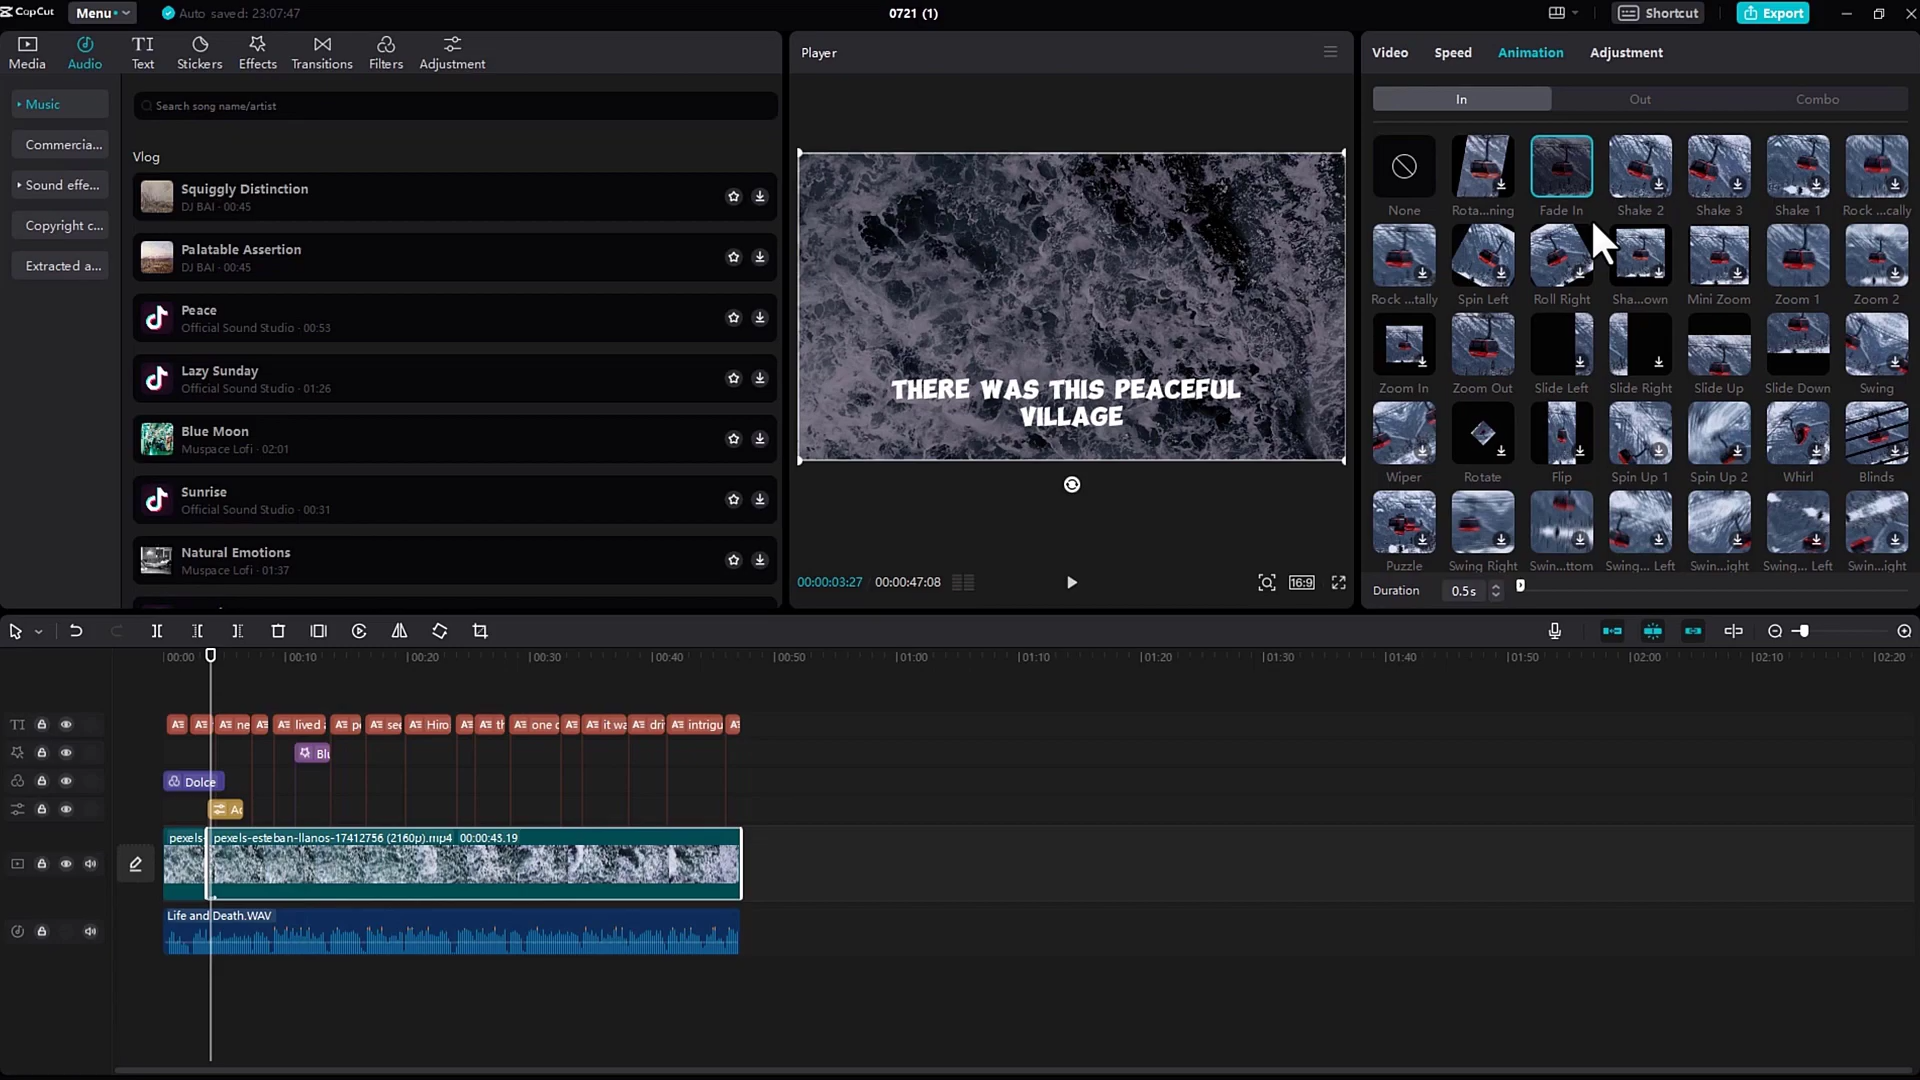 CapCut
Menu
Auto saved: 23:07:47
0721 (1)
Shortcut
Export
Media
Audio
Text
Stickers
Effects
Transitions
Filters
Adjustment
Music
Commercia...
Sound effe...
Copyright c...
Extracted a...
Search song name/artist
Vlog
Squiggly Distinction
DJ BAI · 00:45
Palatable Assertion
DJ BAI · 00:45
Peace
Official Sound Studio · 00:53
Lazy Sunday
Official Sound Studio · 01:26
Blue Moon
Muspace Lofi · 02:01
Sunrise
Official Sound Studio · 00:31
Natural Emotions
Muspace Lofi · 01:37
Player
THERE WAS THIS PEACEFUL
VILLAGE
00:00:03:27 00:00:47:08
16:9
Video Speed Animation Adjustment
In Out Combo
None Rota...ning Fade In Shake 2 Shake 3 Shake 1 Rock ...cally
Rock ...tally Spin Left Roll Right Sha...own Mini Zoom Zoom 1 Zoom 2
Zoom In Zoom Out Slide Left Slide Right Slide Up Slide Down Swing
Wiper Rotate Flip Spin Up 1 Spin Up 2 Whirl Blinds
Puzzle Swing Right Swin...ttom Swing... Left Swin...ight Swing... Left Swin...ight
Duration 0.5s
00:00 00:10 00:20 00:30 00:40 00:50 01:00 01:10 01:20 01:30 01:40 01:50 02:00 02:10 02:20
TI
ne lived a pe see Hiro th one c it wa dri intrigu
Blu
Dolce
Ac
pexels- pexels-esteban-llanos-17412756 (2160p).mp4 00:00:43:19
Life and Death.WAV